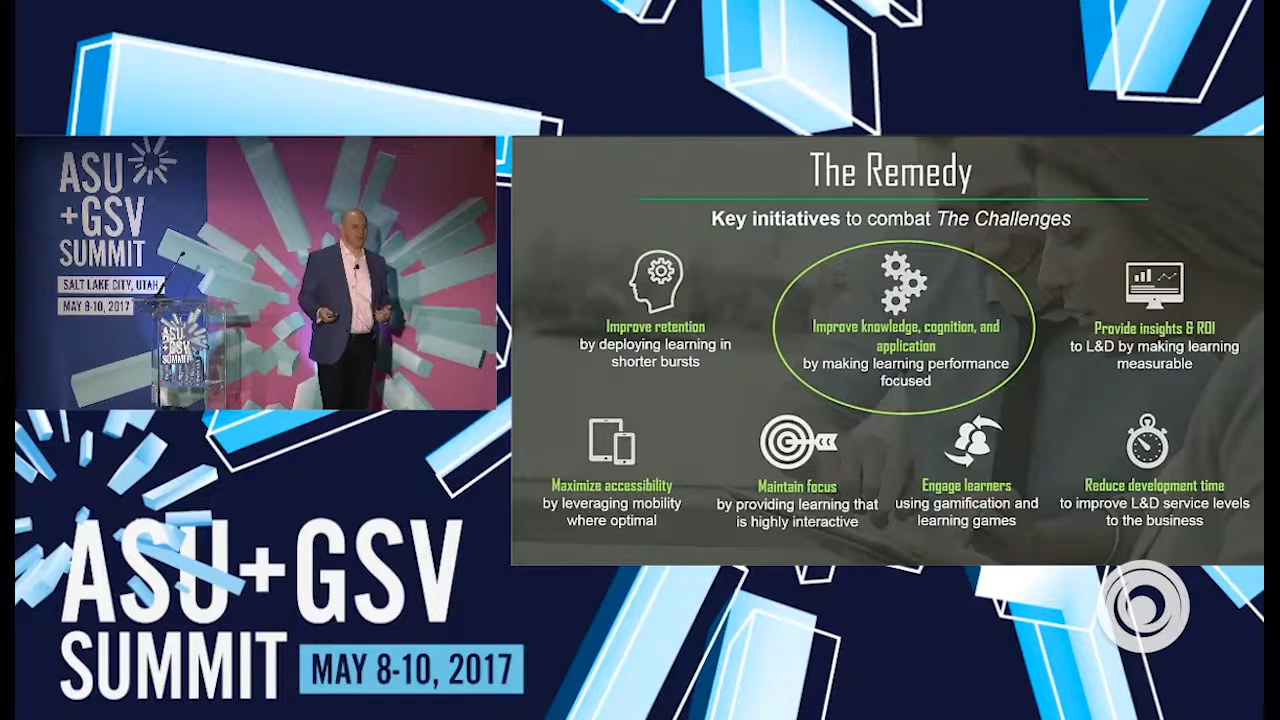 ASU
+GSV
SUMMIT
SALT LAKE CITY, UTAH
MAY 8-10, 2017
ASU
+GSV
SUMMIT
The Remedy
Key initiatives to combat The Challenges
Improve retention
by deploying learning in
shorter bursts
Improve knowledge, cognition, and
application
by making learning performance
focused
Provide insights & ROI
to L&D by making learning
measurable
Maximize accessibility
by leveraging mobility
where optimal
Maintain focus
by providing learning that
is highly interactive
Engage learners
using gamification and
learning games
Reduce development time
to improve L&D service levels
to the business
ASU+GSV
SUMMIT MAY 8-10, 2017